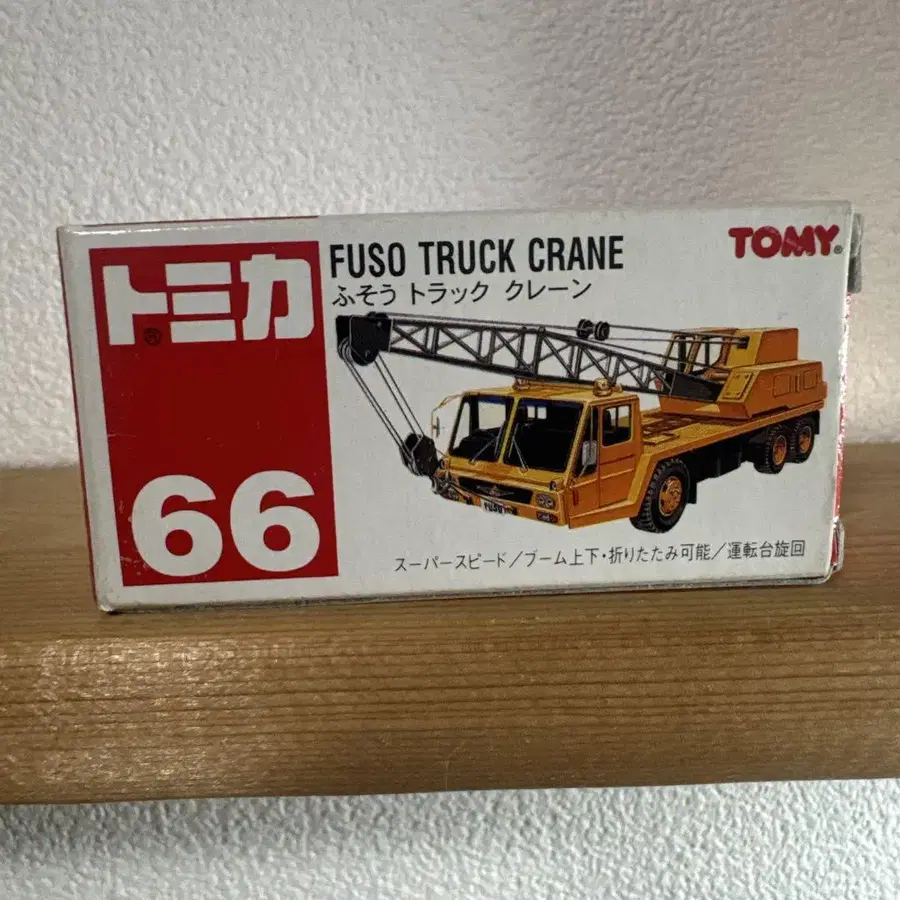 トミカ®
66
FUSO TRUCK CRANE
ふそう トラック クレーン
TOMY®
FUSO
スーパースピード/ブーム上下・折りたたみ可能/運転台旋回